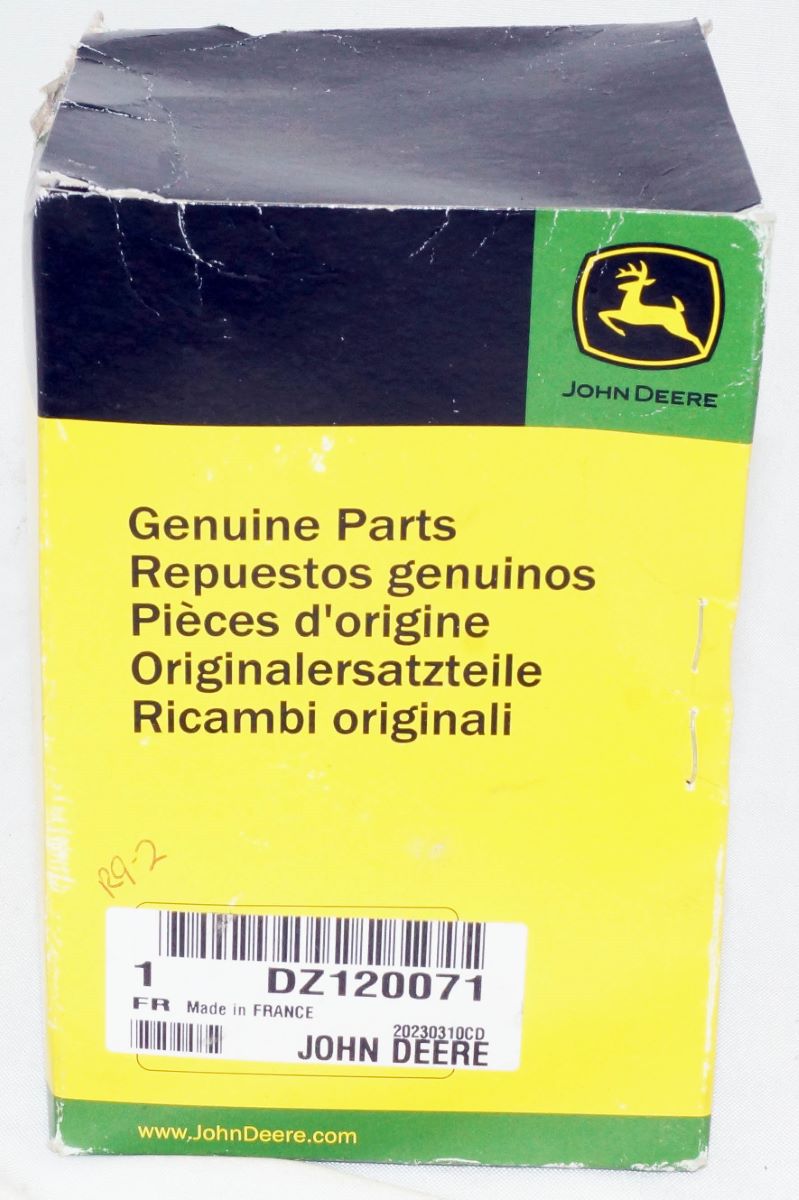 JOHN DEERE
Genuine Parts
Repuestos genuinos
Pièces d'origine
Originalersatzteile
Ricambi originali
R9-2
1 DZ120071
FR Made in FRANCE
20230310CD
JOHN DEERE
www.JohnDeere.com